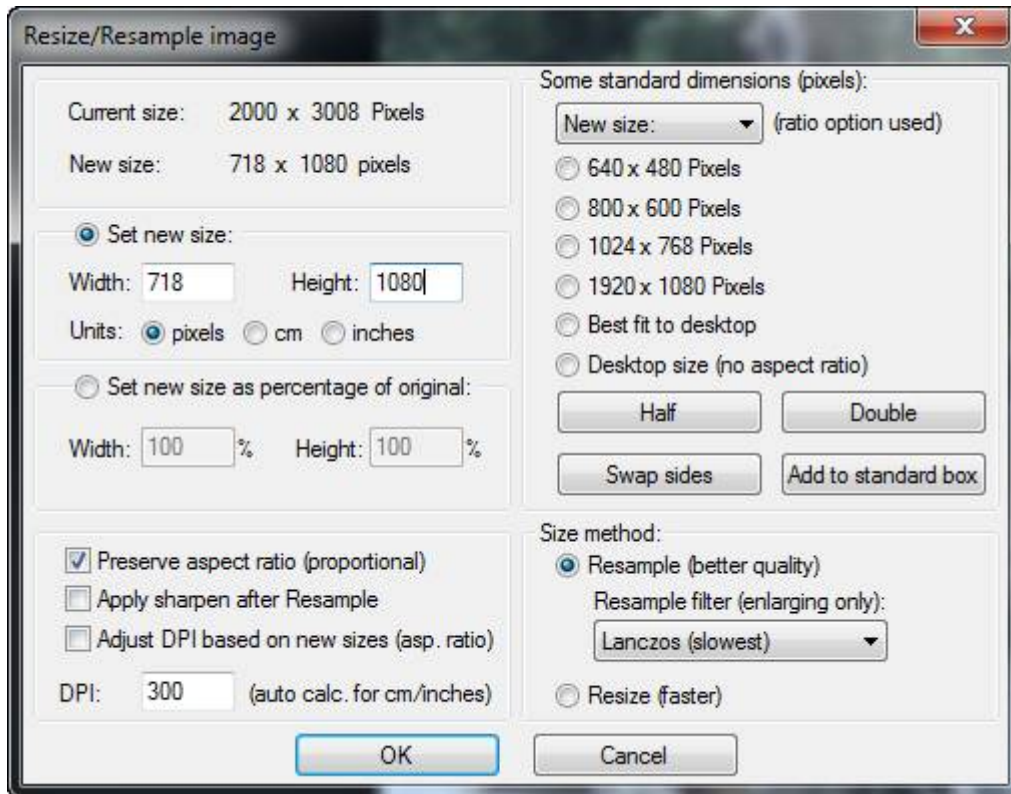 Resize/Resample image
Current size: 2000 x 3008 Pixels
New size: 718 x 1080 pixels
Set new size:
Width: 718 Height: 1080
Units: pixels cm inches
Set new size as percentage of original:
Width: 100 % Height: 100 %
Preserve aspect ratio (proportional)
Apply sharpen after Resample
Adjust DPI based on new sizes (asp. ratio)
DPI: 300 (auto calc. for cm/inches)
Some standard dimensions (pixels):
New size: (ratio option used)
640 x 480 Pixels
800 x 600 Pixels
1024 x 768 Pixels
1920 x 1080 Pixels
Best fit to desktop
Desktop size (no aspect ratio)
Half Double
Swap sides Add to standard box
Size method:
Resample (better quality)
Resample filter (enlarging only):
Lanczos (slowest)
Resize (faster)
OK Cancel